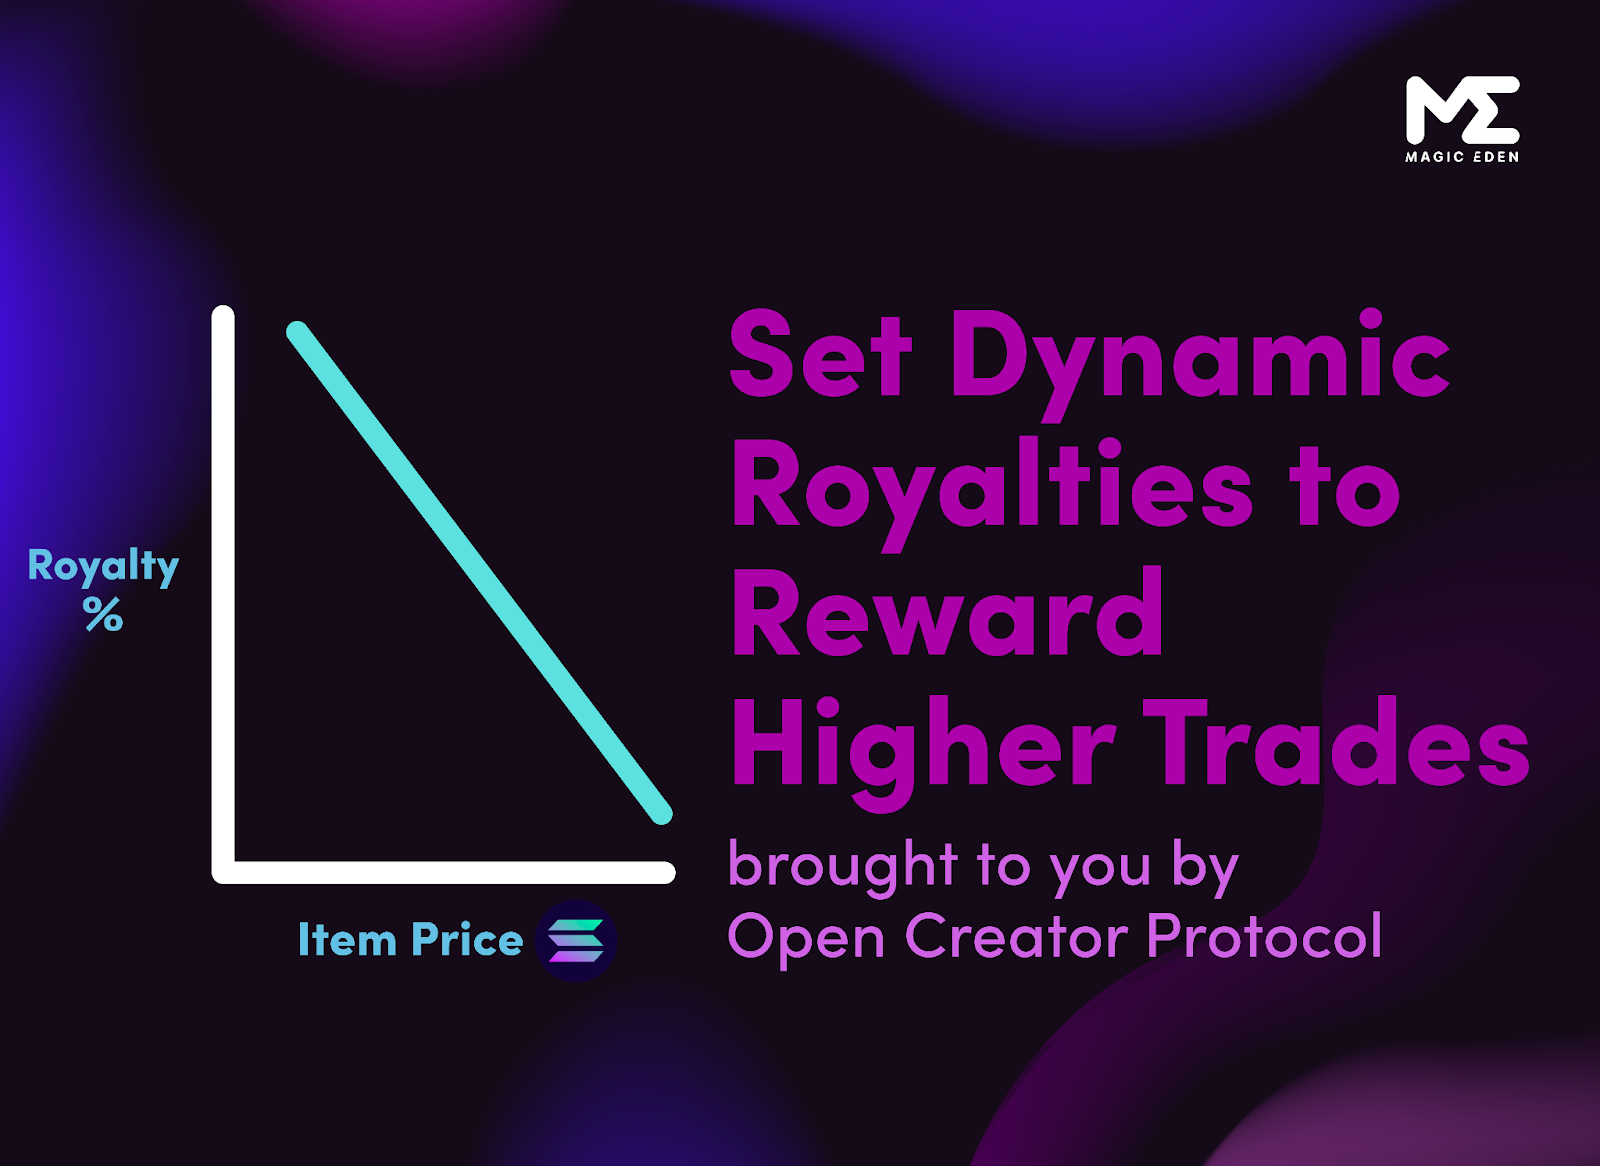 MAGIC EDEN
Set Dynamic
Royalties to
Reward
Higher Trades
brought to you by
Open Creator Protocol
Royalty
%
Item Price